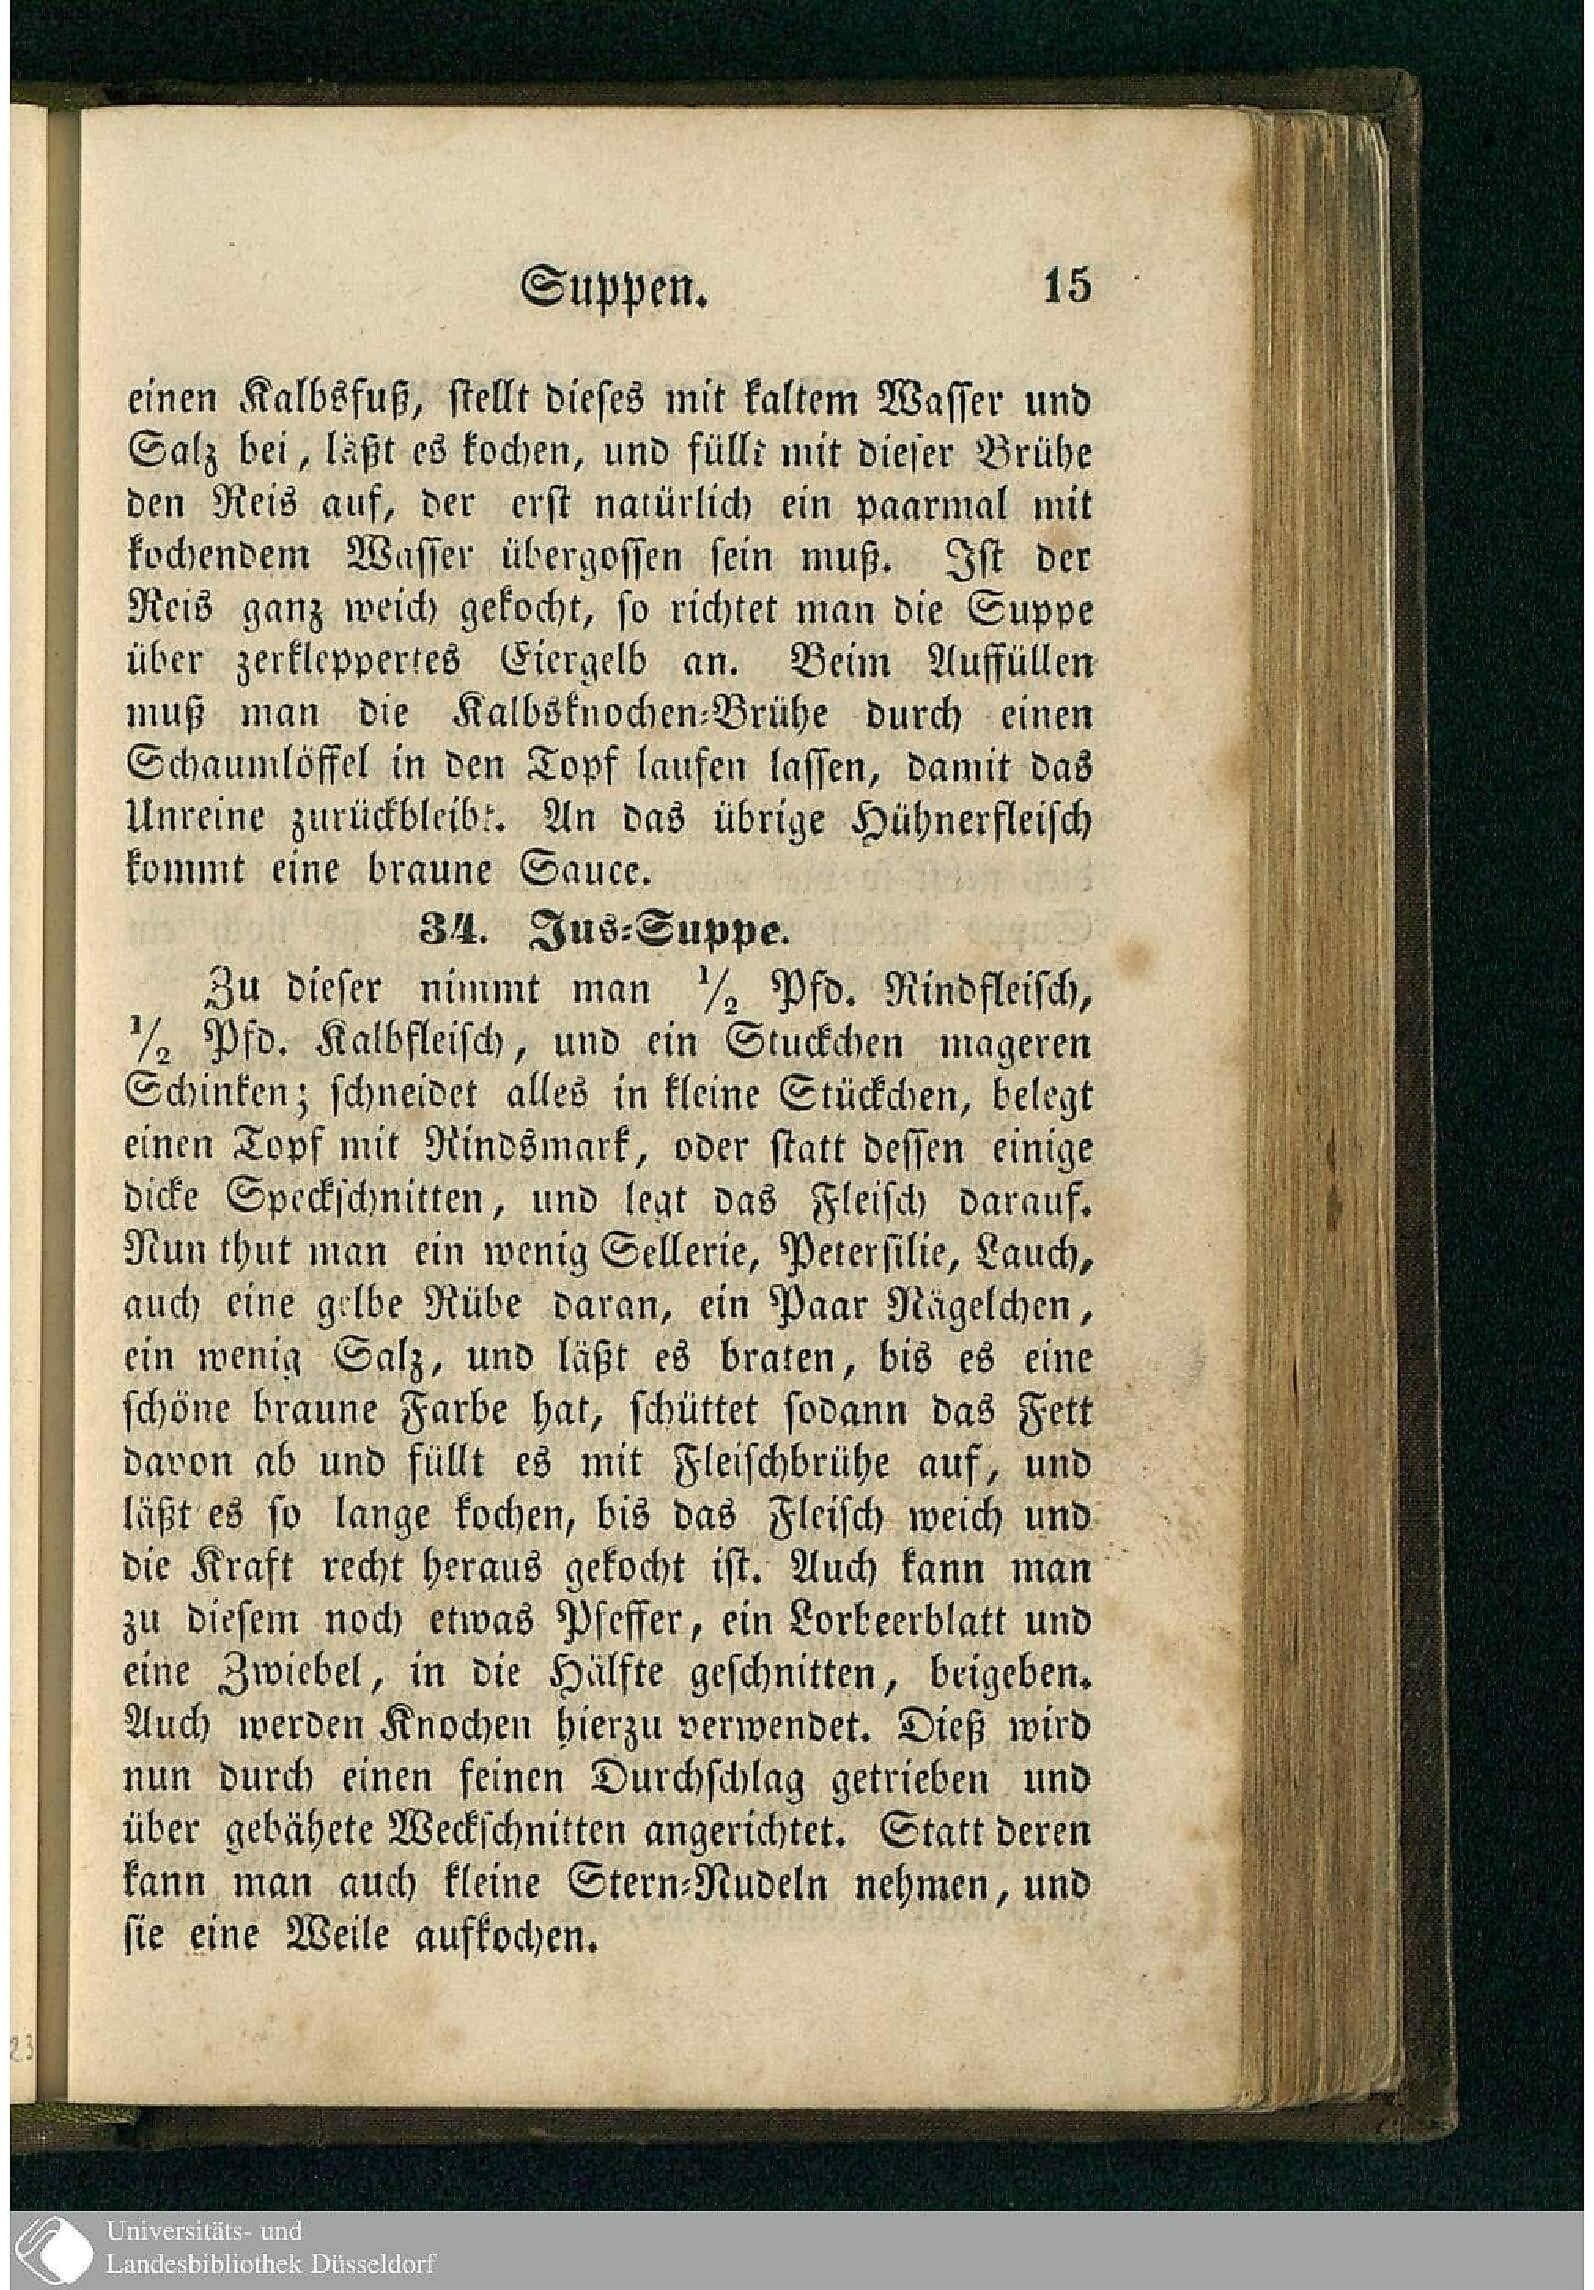 Suppen. 15
einen Kalbsfuß, stellt dieses mit kaltem Wasser und
Salz bei, läßt es kochen, und füllt mit dieser Brühe
den Reis auf, der erst natürlich ein paarmal mit
kochendem Wasser übergossen sein muß. Ist der
Reis ganz weich gekocht, so richtet man die Suppe
über zerkleppertes Eiergelb an. Beim Auffüllen
muß man die Kalbsknochen-Brühe durch einen
Schaumlöffel in den Topf laufen lassen, damit das
Unreine zurückbleibt. An das übrige Hühnerfleisch
kommt eine braune Sauce.
34. Jus-Suppe.
Zu dieser nimmt man 1/2 Pfd. Rindfleisch,
1/2 Pfd. Kalbfleisch, und ein Stuckchen mageren
Schinken; schneidet alles in kleine Stückchen, belegt
einen Topf mit Rindsmark, oder statt dessen einige
dicke Speckschnitten, und legt das Fleisch darauf.
Nun thut man ein wenig Sellerie, Petersilie, Lauch,
auch eine gelbe Rübe daran, ein Paar Nägelchen,
ein wenig Salz, und läßt es braten, bis es eine
schöne braune Farbe hat, schüttet sodann das Fett
davon ab und füllt es mit Fleischbrühe auf, und
läßt es so lange kochen, bis das Fleisch weich und
die Kraft recht heraus gekocht ist. Auch kann man
zu diesem noch etwas Pfeffer, ein Lorbeerblatt und
eine Zwiebel, in die Hälfte geschnitten, beigeben.
Auch werden Knochen hierzu verwendet. Dieß wird
nun durch einen feinen Durchschlag getrieben und
über gebähete Weckschnitten angerichtet. Statt deren
kann man auch kleine Stern-Nudeln nehmen, und
sie eine Weile aufkochen.
23
Universitäts- und
Landesbibliothek Düsseldorf